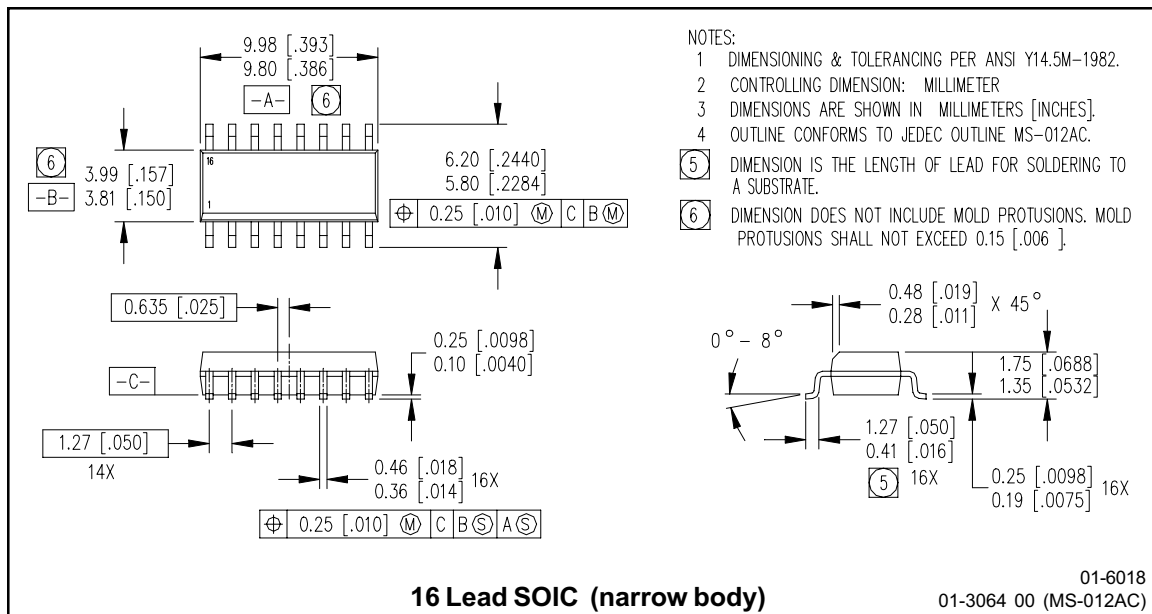 9.98 [.393]
9.80 [.386]
-A- 6
16
1
6
3.99 [.157]
-B- 3.81 [.150]
6.20 [.2440]
5.80 [.2284]
⌖ 0.25 [.010] Ⓜ C B Ⓜ
NOTES:
1 DIMENSIONING & TOLERANCING PER ANSI Y14.5M-1982.
2 CONTROLLING DIMENSION: MILLIMETER
3 DIMENSIONS ARE SHOWN IN MILLIMETERS [INCHES].
4 OUTLINE CONFORMS TO JEDEC OUTLINE MS-012AC.
5 DIMENSION IS THE LENGTH OF LEAD FOR SOLDERING TO
A SUBSTRATE.
6 DIMENSION DOES NOT INCLUDE MOLD PROTUSIONS. MOLD
PROTUSIONS SHALL NOT EXCEED 0.15 [.006 ].
0.635 [.025]
0.25 [.0098]
0.10 [.0040]
-C-
1.27 [.050]
14X
0.46 [.018]
0.36 [.014] 16X
⌖ 0.25 [.010] Ⓜ C B Ⓢ A Ⓢ
0.48 [.019]
0.28 [.011] X 45°
0° - 8°
1.75 [.0688]
1.35 [.0532]
1.27 [.050]
0.41 [.016]
5 16X
0.25 [.0098]
0.19 [.0075] 16X
16 Lead SOIC (narrow body)
01-6018
01-3064 00 (MS-012AC)